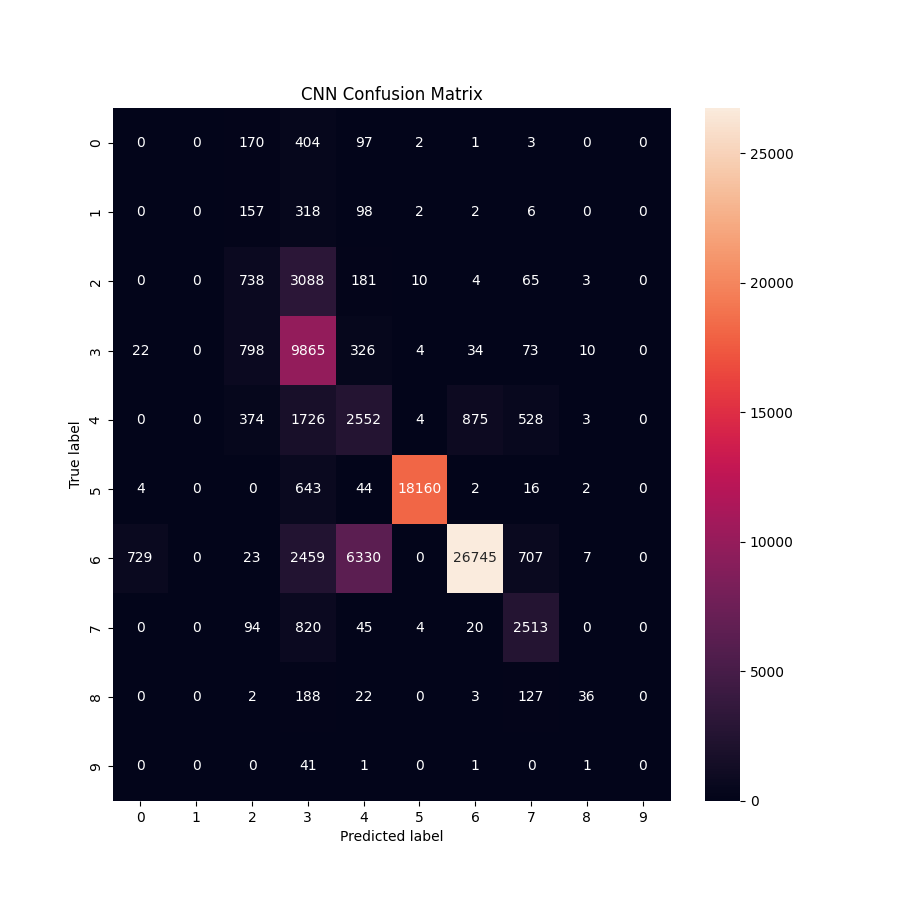 CNN Confusion Matrix
0 0 0 170 404 97 2 1 3 0 0
1 0 0 157 318 98 2 2 6 0 0
2 0 0 738 3088 181 10 4 65 3 0
3 22 0 798 9865 326 4 34 73 10 0
4 0 0 374 1726 2552 4 875 528 3 0
5 4 0 0 643 44 18160 2 16 2 0
6 729 0 23 2459 6330 0 26745 707 7 0
7 0 0 94 820 45 4 20 2513 0 0
8 0 0 2 188 22 0 3 127 36 0
9 0 0 0 41 1 0 1 0 1 0
0 1 2 3 4 5 6 7 8 9
Predicted label
True label
25000
20000
15000
10000
5000
0